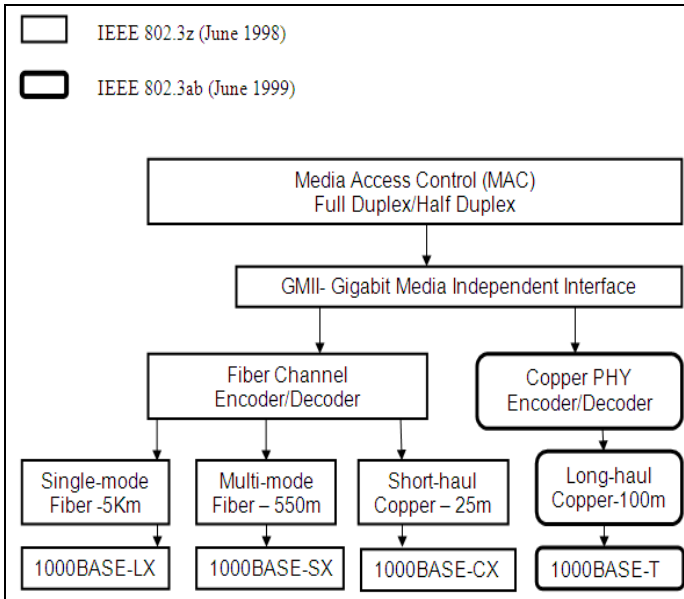 IEEE 802.3z (June 1998)
IEEE 802.3ab (June 1999)
Media Access Control (MAC)
Full Duplex/Half Duplex
GMII- Gigabit Media Independent Interface
Fiber Channel
Encoder/Decoder
Copper PHY
Encoder/Decoder
Single-mode
Fiber -5Km
Multi-mode
Fiber – 550m
Short-haul
Copper – 25m
Long-haul
Copper-100m
1000BASE-LX
1000BASE-SX
1000BASE-CX
1000BASE-T